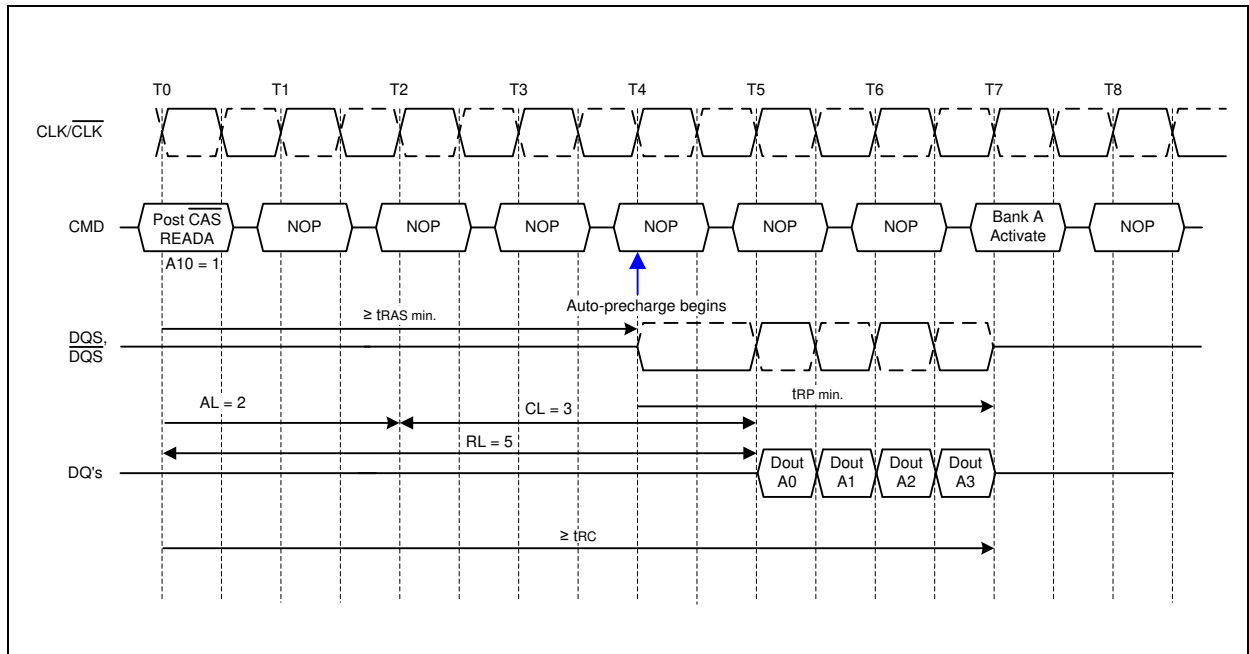 T0 T1 T2 T3 T4 T5 T6 T7 T8
CLK/CLK
CMD
Post CAS
READA
NOP
NOP
NOP
NOP
NOP
NOP
Bank A
Activate
NOP
A10 = 1
Auto-precharge begins
≥ tRAS min.
DQS,
DQS
tRP min.
AL = 2
CL = 3
RL = 5
DQ's
Dout
A0
Dout
A1
Dout
A2
Dout
A3
≥ tRC